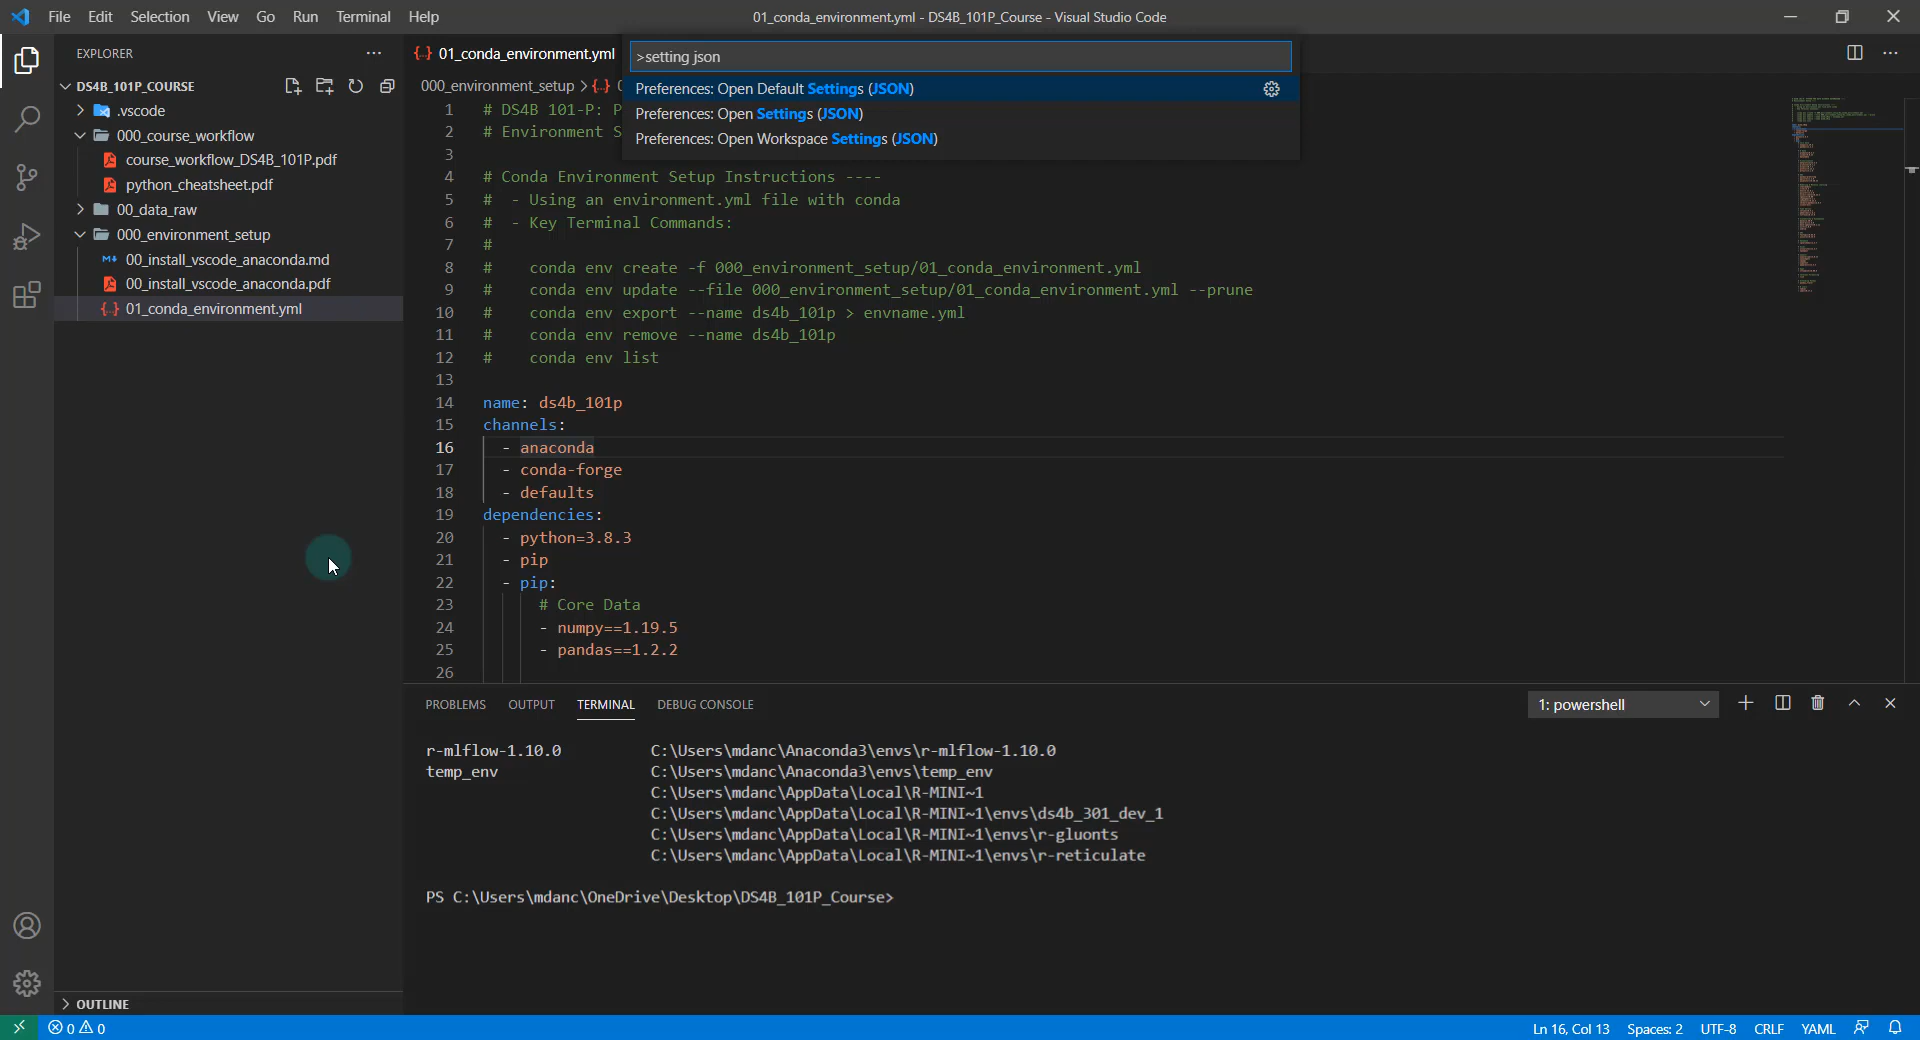 File Edit Selection View Go Run Terminal Help
01_conda_environment.yml - DS4B_101P_Course - Visual Studio Code
EXPLORER
DS4B_101P_COURSE
.vscode
000_course_workflow
course_workflow_DS4B_101P.pdf
python_cheatsheet.pdf
00_data_raw
000_environment_setup
00_install_vscode_anaconda.md
00_install_vscode_anaconda.pdf
{..} 01_conda_environment.yml
OUTLINE
{..} 01_conda_environment.yml
>setting json
Preferences: Open Default Settings (JSON)
Preferences: Open Settings (JSON)
Preferences: Open Workspace Settings (JSON)
000_environment_setup > {..}
1 # DS4B 101-P: P
2 # Environment S
3
4 # Conda Environment Setup Instructions ----
5 #  - Using an environment.yml file with conda
6 #  - Key Terminal Commands:
7 #
8 #    conda env create -f 000_environment_setup/01_conda_environment.yml
9 #    conda env update --file 000_environment_setup/01_conda_environment.yml --prune
10 #    conda env export --name ds4b_101p > envname.yml
11 #    conda env remove --name ds4b_101p
12 #    conda env list
13
14 name: ds4b_101p
15 channels:
16   - anaconda
17   - conda-forge
18   - defaults
19 dependencies:
20   - python=3.8.3
21   - pip
22   - pip:
23       # Core Data
24       - numpy==1.19.5
25       - pandas==1.2.2
26
PROBLEMS OUTPUT TERMINAL DEBUG CONSOLE
1: powershell
r-mlflow-1.10.0 C:\Users\mdanc\Anaconda3\envs\r-mlflow-1.10.0
temp_env C:\Users\mdanc\Anaconda3\envs\temp_env
C:\Users\mdanc\AppData\Local\R-MINI~1
C:\Users\mdanc\AppData\Local\R-MINI~1\envs\ds4b_301_dev_1
C:\Users\mdanc\AppData\Local\R-MINI~1\envs\r-gluonts
C:\Users\mdanc\AppData\Local\R-MINI~1\envs\r-reticulate
PS C:\Users\mdanc\OneDrive\Desktop\DS4B_101P_Course>
0 0
Ln 16, Col 13 Spaces: 2 UTF-8 CRLF YAML